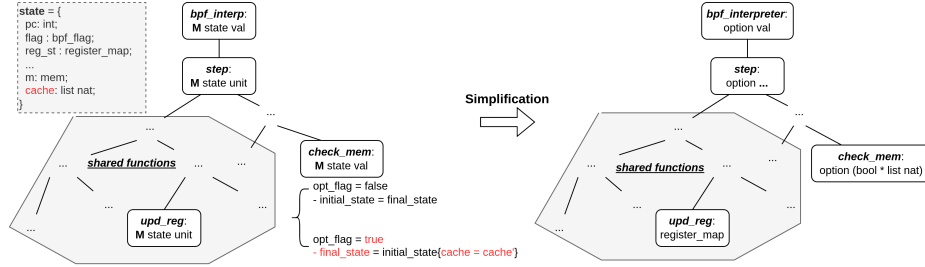 state = {
pc: int;
flag : bpf_flag;
reg_st : register_map;
...
m: mem;
cache: list nat;
}
bpf_interp:
M state val
step:
M state unit
...
...
...
shared functions
...
...
check_mem:
M state val
...
...
...
upd_reg:
M state unit
opt_flag = false
- initial_state = final_state
opt_flag = true
- final_state = initial_state{cache = cache'}
Simplification
bpf_interpreter:
option val
step:
option ...
...
...
...
shared functions
...
...
check_mem:
option (bool * list nat)
...
...
...
upd_reg:
register_map